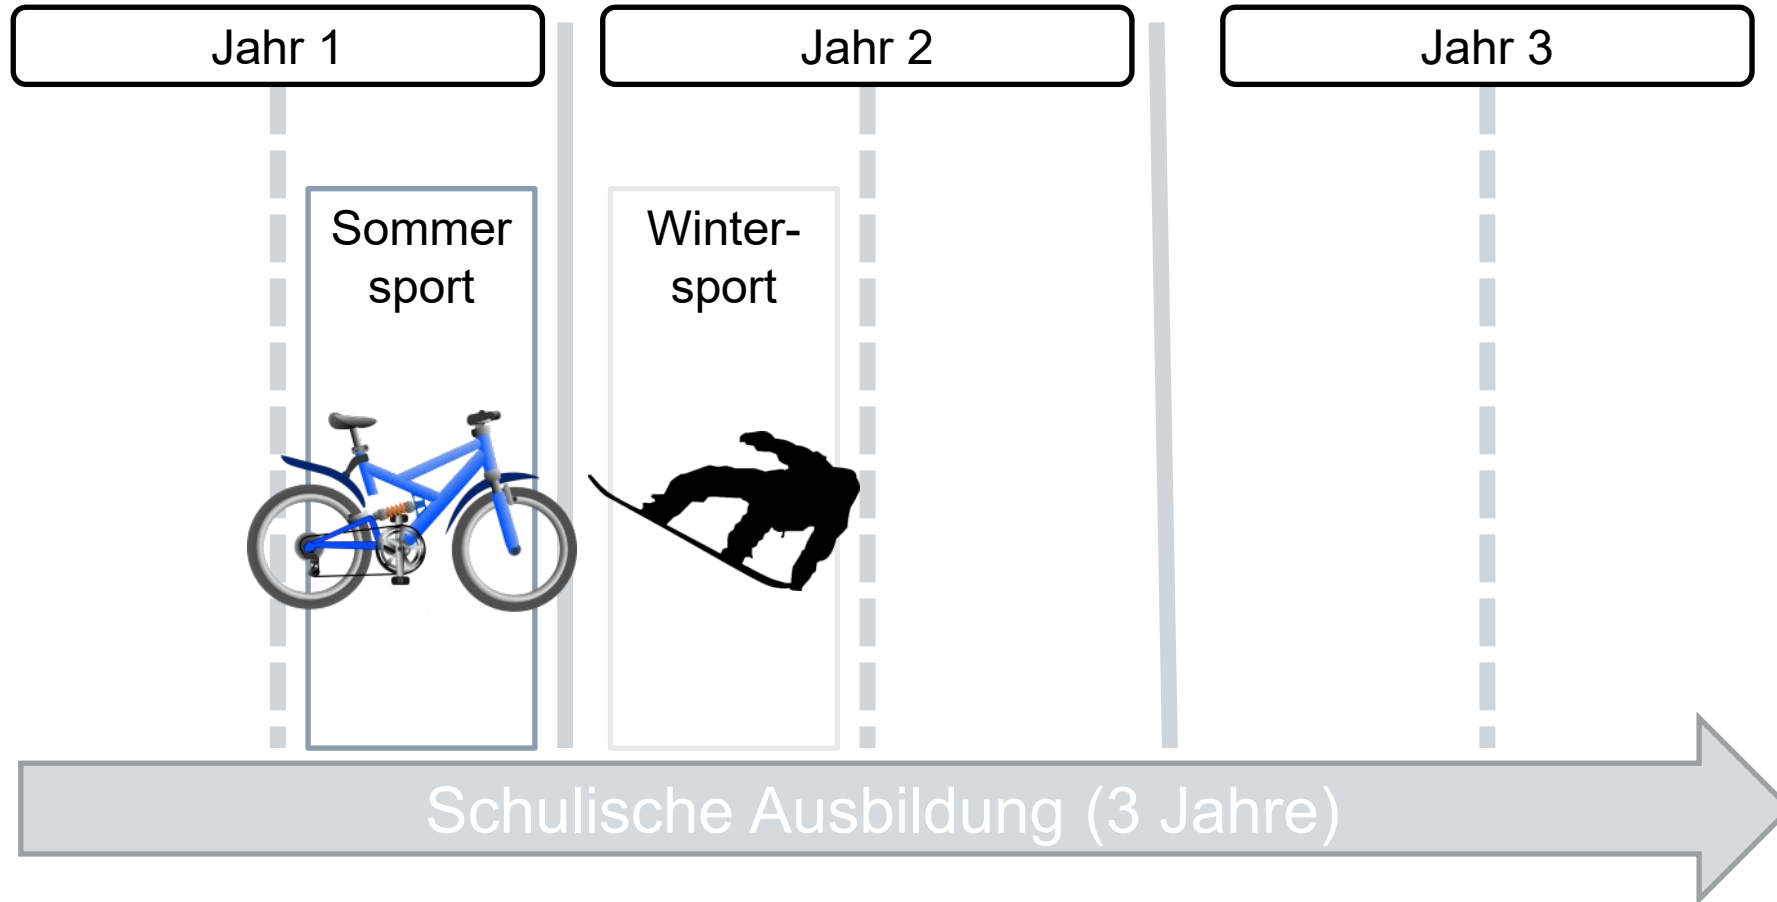 Jahr 1
Jahr 2
Jahr 3
Sommer
sport
Winter-
sport
Schulische Ausbildung (3 Jahre)